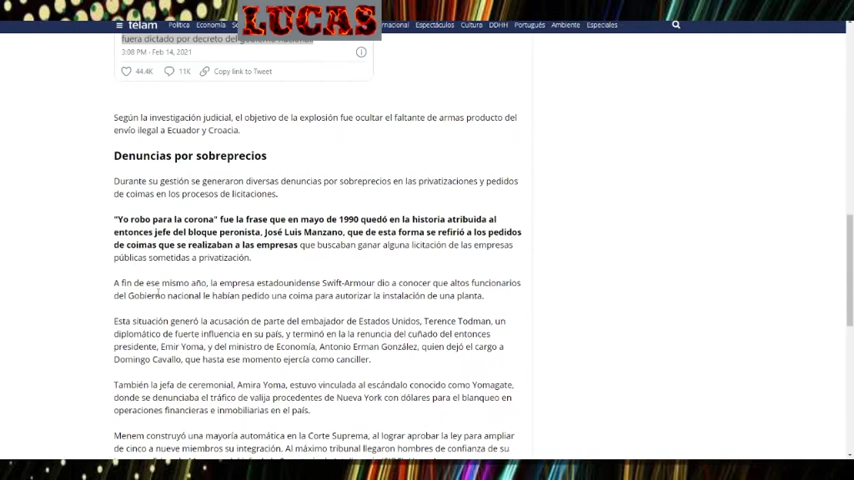 LUCAS
telam Política Economía
nacional Espectáculos Cultura DDHH Portugués Ambiente Especiales
fuera dictado por decreto del gobierno nacional
3:08 PM · Feb 14, 2021
44.4K 11K Copy link to Tweet
Según la investigación judicial, el objetivo de la explosión fue ocultar el faltante de armas producto del
envío ilegal a Ecuador y Croacia.
Denuncias por sobreprecios
Durante su gestión se generaron diversas denuncias por sobreprecios en las privatizaciones y pedidos
de coimas en los procesos de licitaciones.
"Yo robo para la corona" fue la frase que en mayo de 1990 quedó en la historia atribuida al
entonces jefe del bloque peronista, José Luis Manzano, que de esta forma se refirió a los pedidos
de coimas que se realizaban a las empresas que buscaban ganar alguna licitación de las empresas
públicas sometidas a privatización.
A fin de ese mismo año, la empresa estadounidense Swift-Armour dio a conocer que altos funcionarios
del Gobierno nacional le habían pedido una coima para autorizar la instalación de una planta.
Esta situación generó la acusación de parte del embajador de Estados Unidos, Terence Todman, un
diplomático de fuerte influencia en su país, y terminó en la la renuncia del cuñado del entonces
presidente, Emir Yoma, y del ministro de Economía, Antonio Erman González, quien dejó el cargo a
Domingo Cavallo, que hasta ese momento ejercía como canciller.
También la jefa de ceremonial, Amira Yoma, estuvo vinculada al escándalo conocido como Yomagate,
donde se denunciaba el tráfico de valija procedentes de Nueva York con dólares para el blanqueo en
operaciones financieras e inmobiliarias en el país.
Menem construyó una mayoría automática en la Corte Suprema, al lograr aprobar la ley para ampliar
de cinco a nueve miembros su integración. Al máximo tribunal llegaron hombres de confianza de su